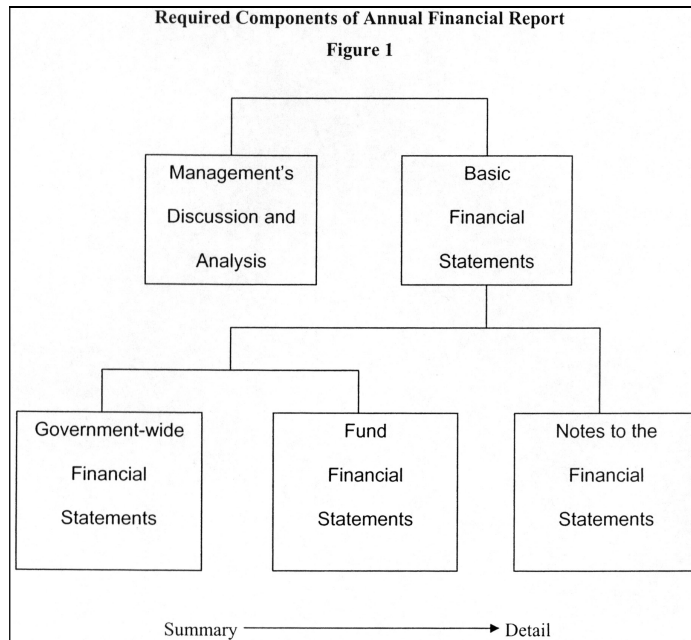 Required Components of Annual Financial Report
Figure 1
Management's
Discussion and
Analysis
Basic
Financial
Statements
Government-wide
Financial
Statements
Fund
Financial
Statements
Notes to the
Financial
Statements
Summary
Detail